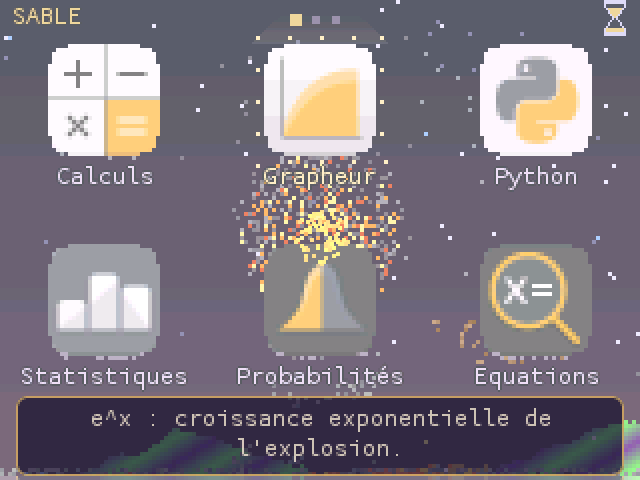 SABLE
Calculs
Grapheur
Python
x=
Statistiques
Probabilités
Equations
e^x : croissance exponentielle de
l'explosion.